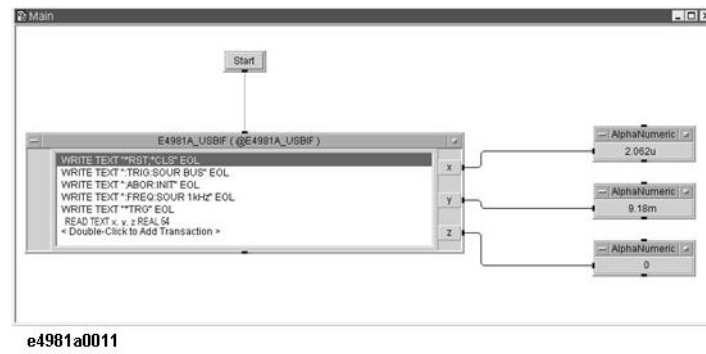 Main
Start
E4981A_USBIF ( @E4981A_USBIF )
WRITE TEXT "*RST;*CLS" EOL
WRITE TEXT ":TRIG:SOUR BUS" EOL
WRITE TEXT ":ABOR:INIT" EOL
WRITE TEXT ":FREQ:SOUR 1kHz" EOL
WRITE TEXT "*TRG" EOL
READ TEXT x, y, z REAL 64
< Double-Click to Add Transaction >
x
y
z
AlphaNumeric
2.062u
AlphaNumeric
9.18m
AlphaNumeric
0
e4981a0011